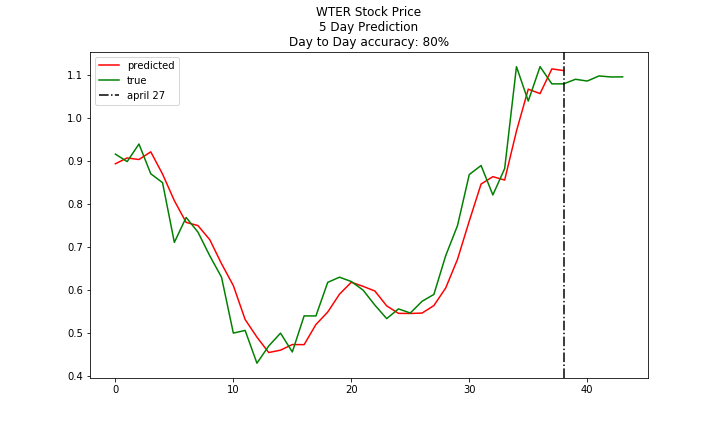 WTER Stock Price
5 Day Prediction
Day to Day accuracy: 80%
predicted
true
april 27
1.1
1.0
0.9
0.8
0.7
0.6
0.5
0.4
0 10 20 30 40